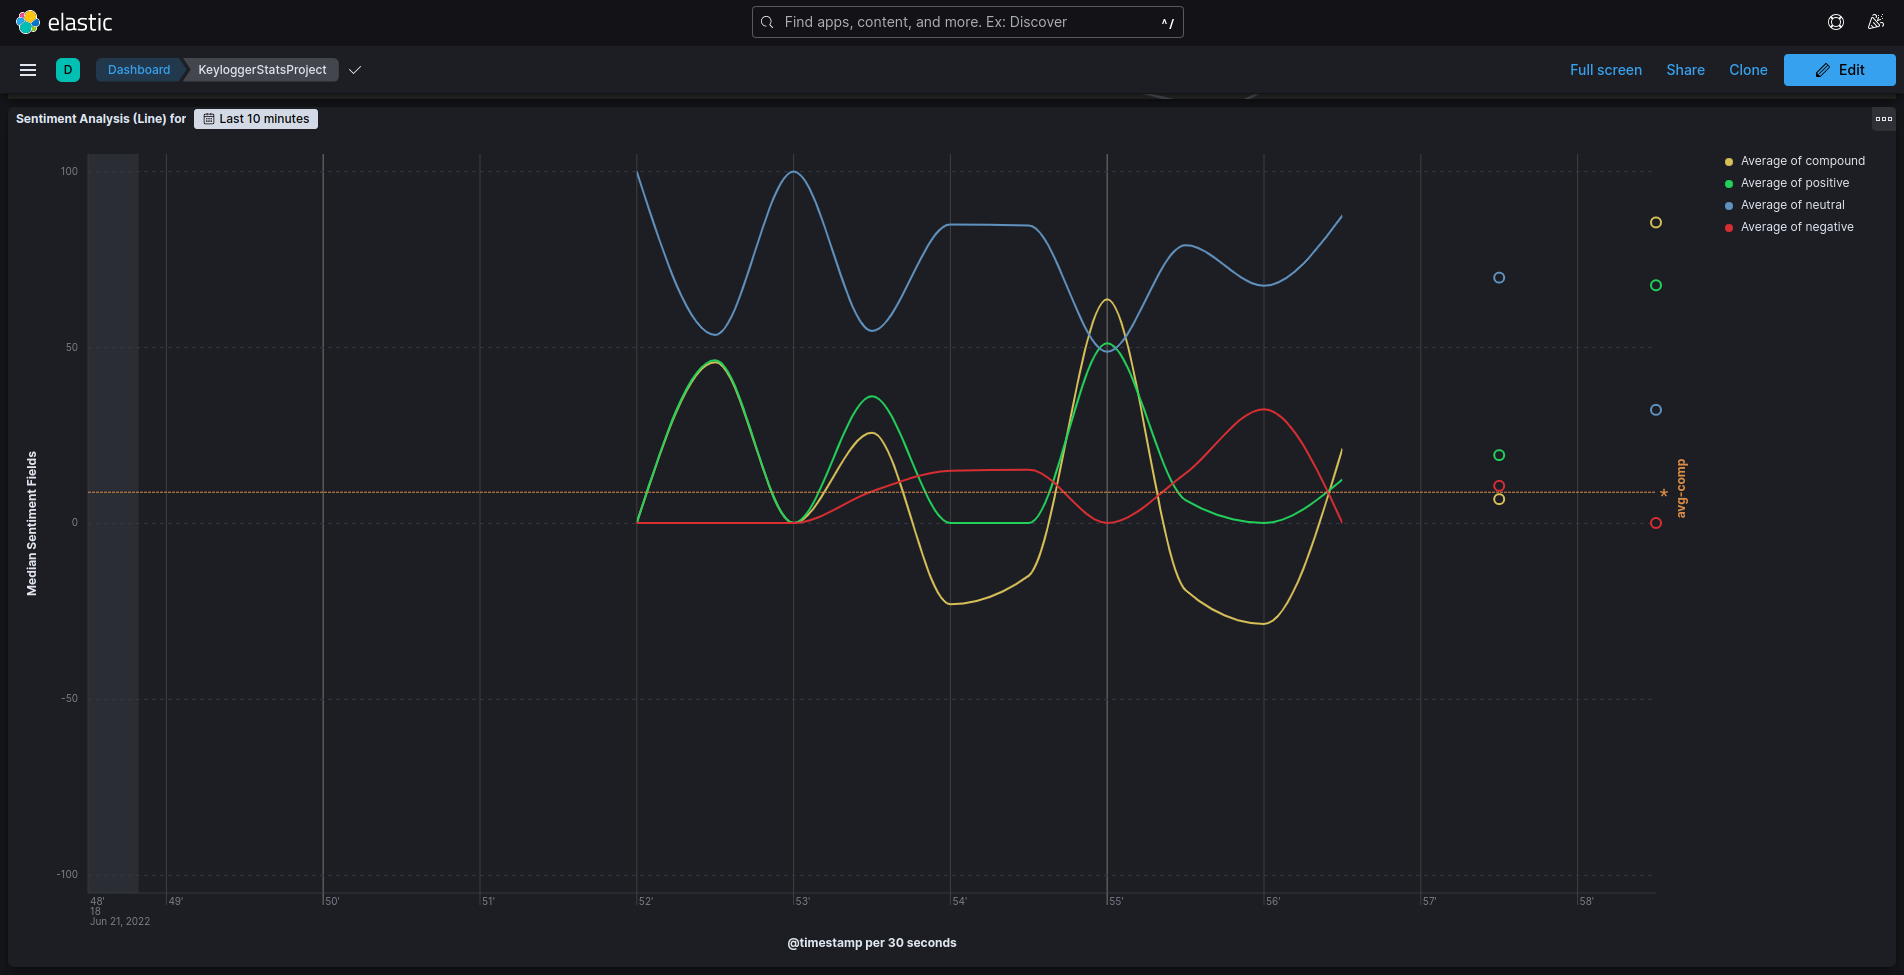 elastic
Find apps, content, and more. Ex: Discover
^/
D
Dashboard
KeyloggerStatsProject
Full screen
Share
Clone
Edit
Sentiment Analysis (Line) for
Last 10 minutes
Average of compound
Average of positive
Average of neutral
Average of negative
100
50
0
-50
-100
Median Sentiment Fields
avg-comp
48'
49'
50'
51'
52'
53'
54'
55'
56'
57'
58'
18
Jun 21, 2022
@timestamp per 30 seconds